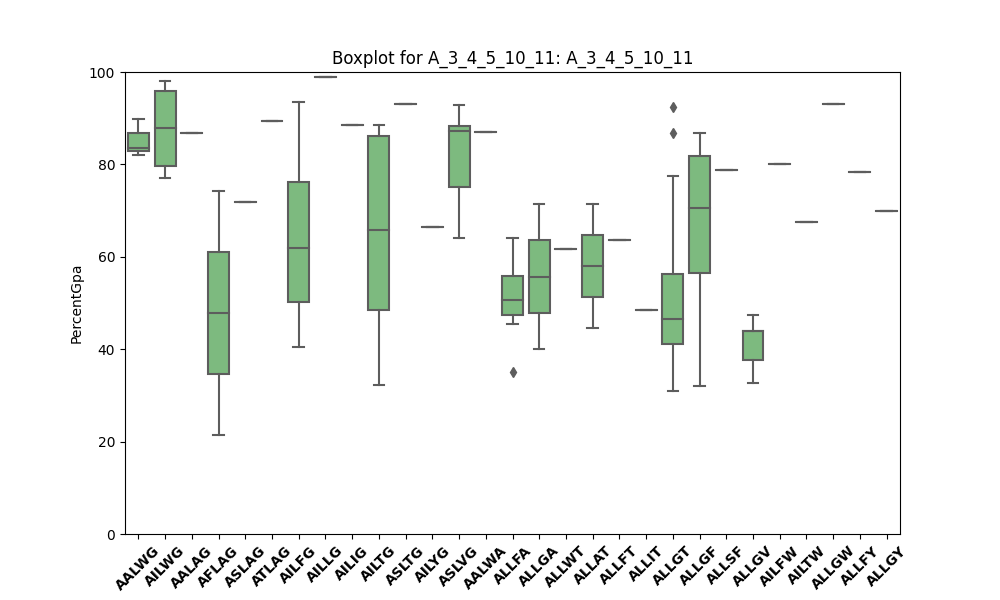 Boxplot for A_3_4_5_10_11: A_3_4_5_10_11
100
80
60
40
20
0
PercentGpa
AALWG
AILWG
AALAG
AFLAG
ASLAG
ATLAG
AILFG
AILLG
AILIG
AILTG
ASLTG
AILYG
ASLVG
AALWA
ALLFA
ALLGA
ALLWT
ALLAT
ALLFT
ALLIT
ALLGT
ALLGF
ALLSF
ALLGV
AILFW
AILTW
ALLGW
ALLFY
ALLGY